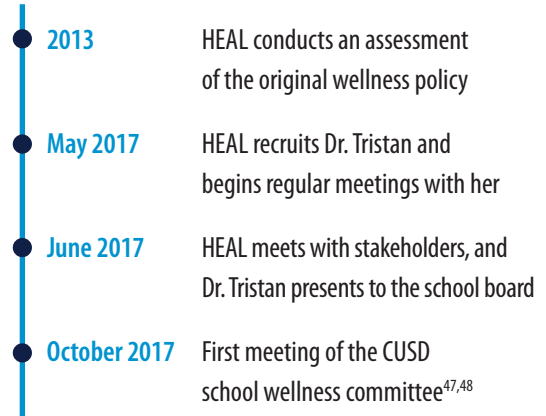 2013 HEAL conducts an assessment
of the original wellness policy
May 2017 HEAL recruits Dr. Tristan and
begins regular meetings with her
June 2017 HEAL meets with stakeholders, and
Dr. Tristan presents to the school board
October 2017 First meeting of the CUSD
school wellness committee47,48